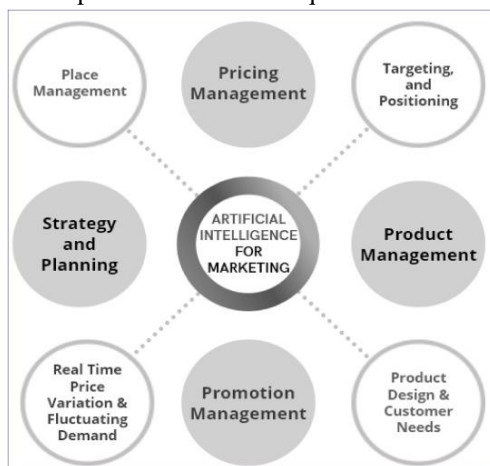 Place
Management
Pricing
Management
Targeting,
and
Positioning
Strategy
and
Planning
ARTIFICIAL
INTELLIGENCE
FOR
MARKETING
Product
Management
Real Time
Price
Variation &
Fluctuating
Demand
Promotion
Management
Product
Design &
Customer
Needs